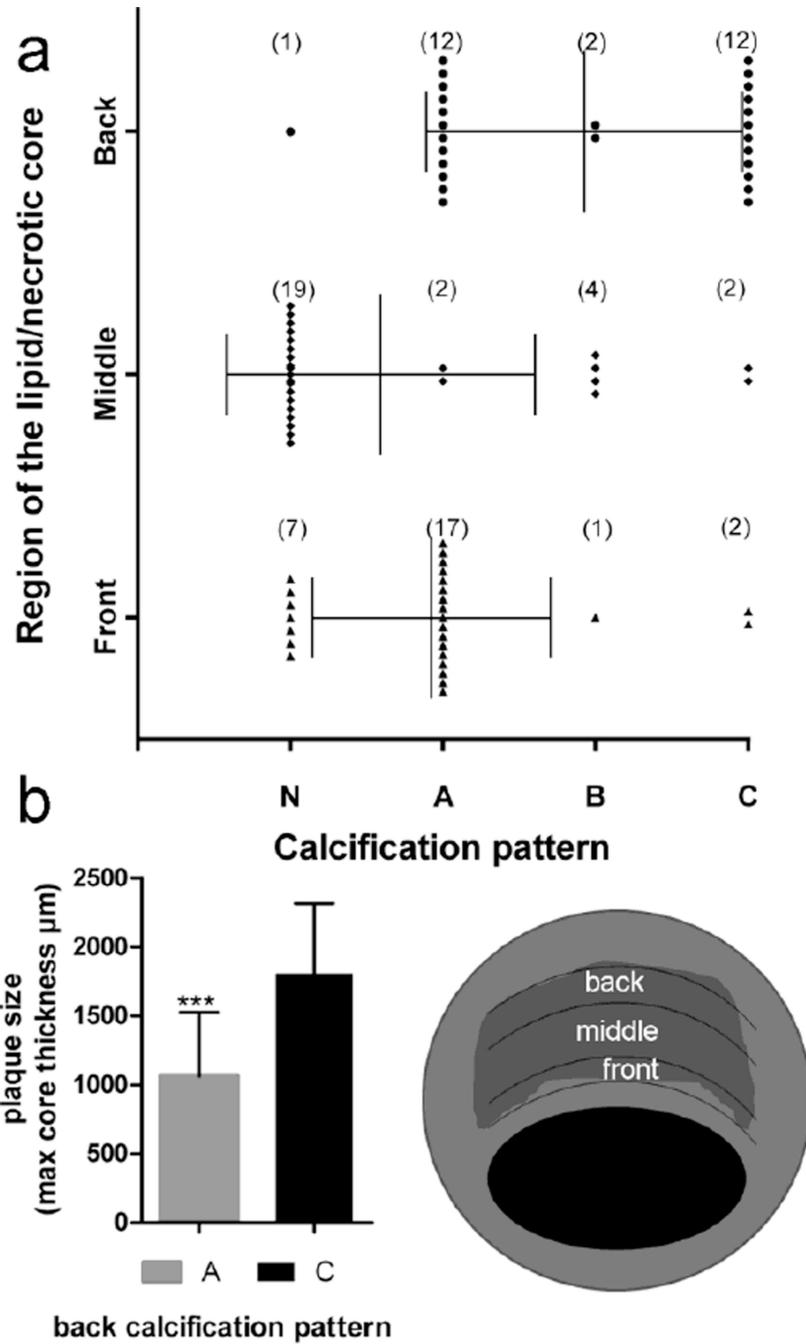 a
Region of the lipid/necrotic core
Back
(1) (12) (2) (12)
Middle
(19) (2) (4) (2)
Front
(7) (17) (1) (2)
N A B C
Calcification pattern
b
plaque size
(max core thickness µm)
2500
2000
1500
1000
500
0
***
A C
back calcification pattern
back
middle
front